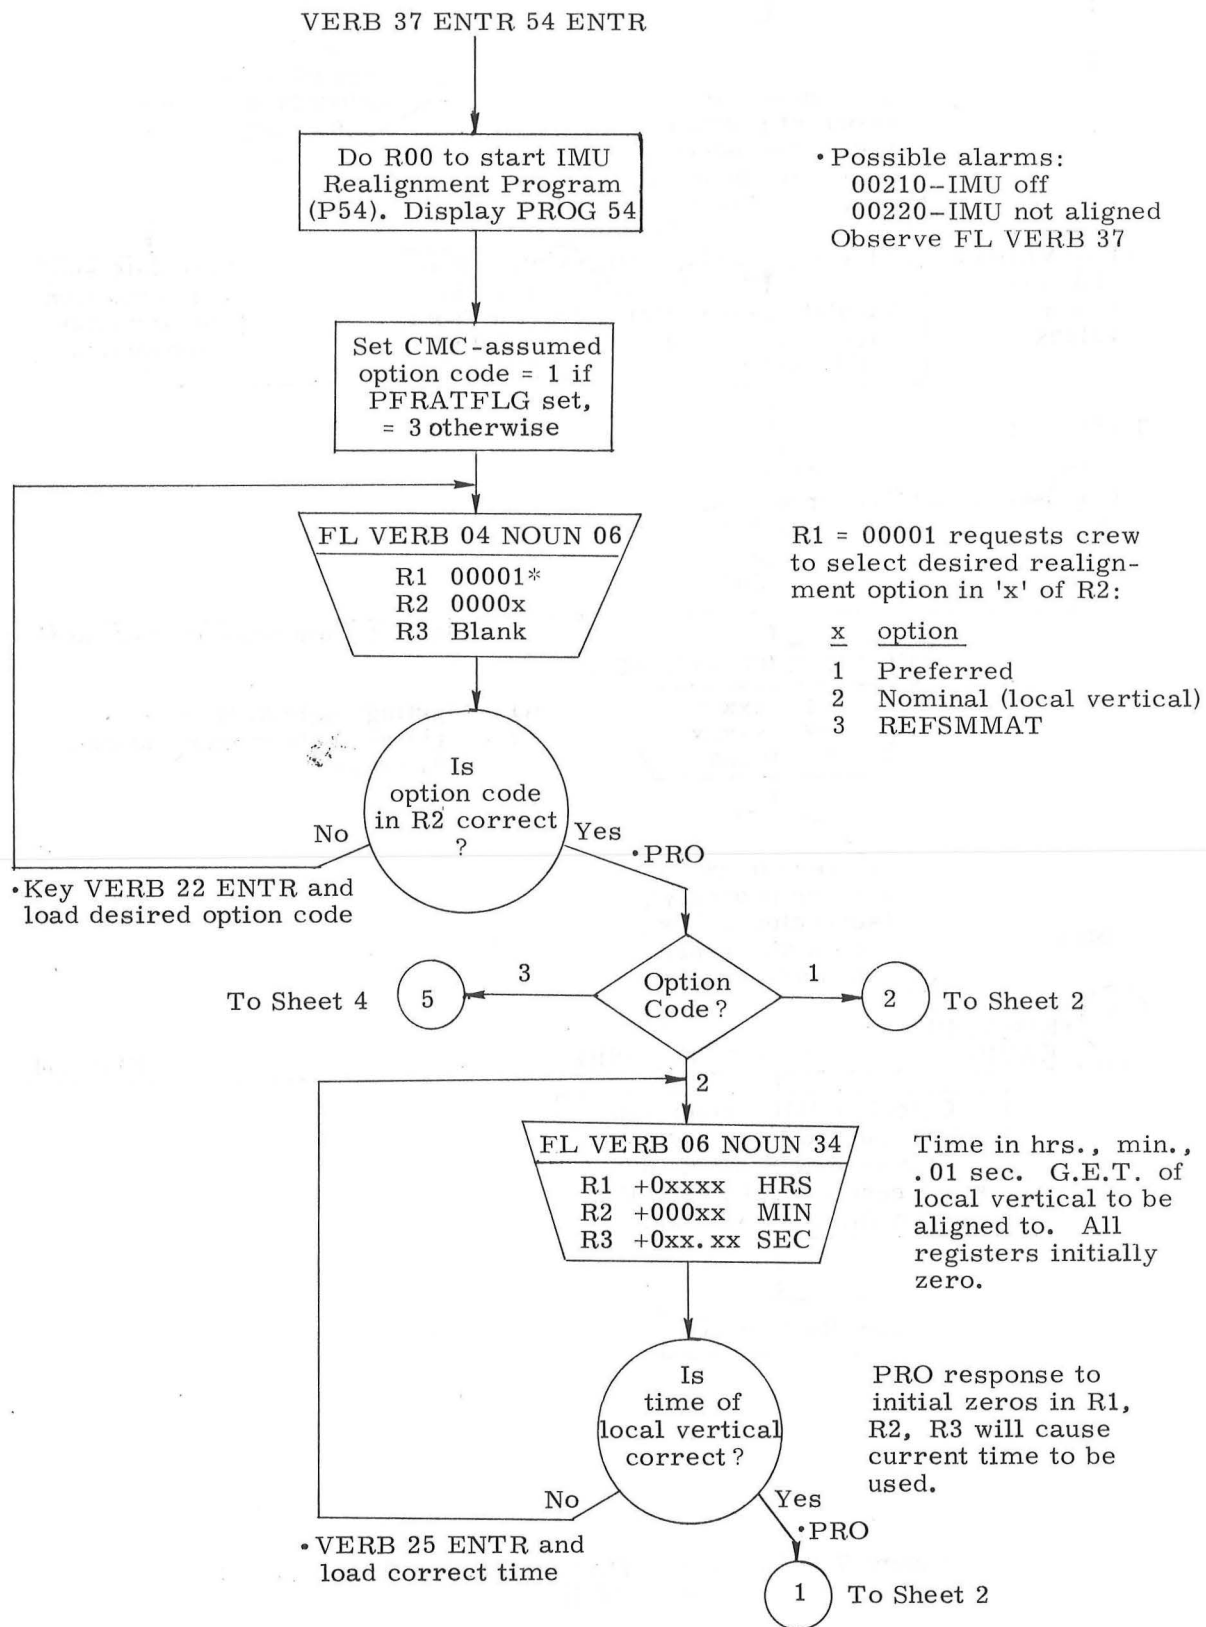 VERB 37 ENTR 54 ENTR
Do R00 to start IMU
Realignment Program
(P54). Display PROG 54
• Possible alarms:
00210-IMU off
00220-IMU not aligned
Observe FL VERB 37
Set CMC-assumed
option code = 1 if
PFRATFLG set,
= 3 otherwise
FL VERB 04 NOUN 06
R1 00001*
R2 0000x
R3 Blank
R1 = 00001 requests crew
to select desired realign-
ment option in 'x' of R2:
x option
1 Preferred
2 Nominal (local vertical)
3 REFSMMAT
Is
option code
in R2 correct
?
No
Yes
• PRO
• Key VERB 22 ENTR and
load desired option code
To Sheet 4
5
3
Option
Code?
1
2
To Sheet 2
2
FL VERB 06 NOUN 34
R1 +0xxxx HRS
R2 +000xx MIN
R3 +0xx.xx SEC
Time in hrs., min.,
.01 sec. G.E.T. of
local vertical to be
aligned to. All
registers initially
zero.
Is
time of
local vertical
correct?
PRO response to
initial zeros in R1,
R2, R3 will cause
current time to be
used.
No
Yes
• PRO
• VERB 25 ENTR and
load correct time
1
To Sheet 2